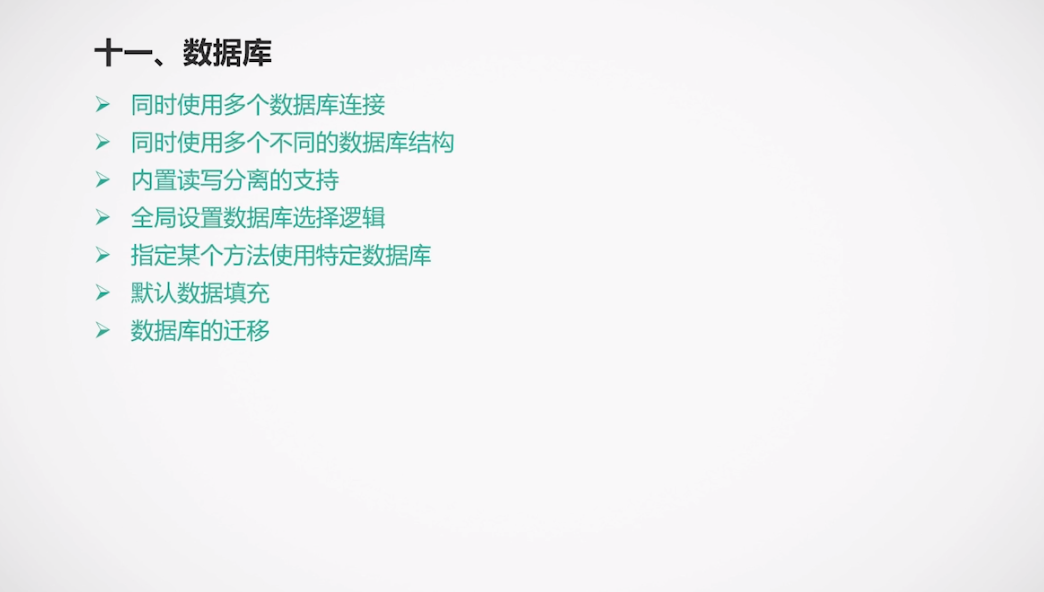 十一、数据库
同时使用多个数据库连接
同时使用多个不同的数据库结构
内置读写分离的支持
全局设置数据库选择逻辑
指定某个方法使用特定数据库
默认数据填充
数据库的迁移